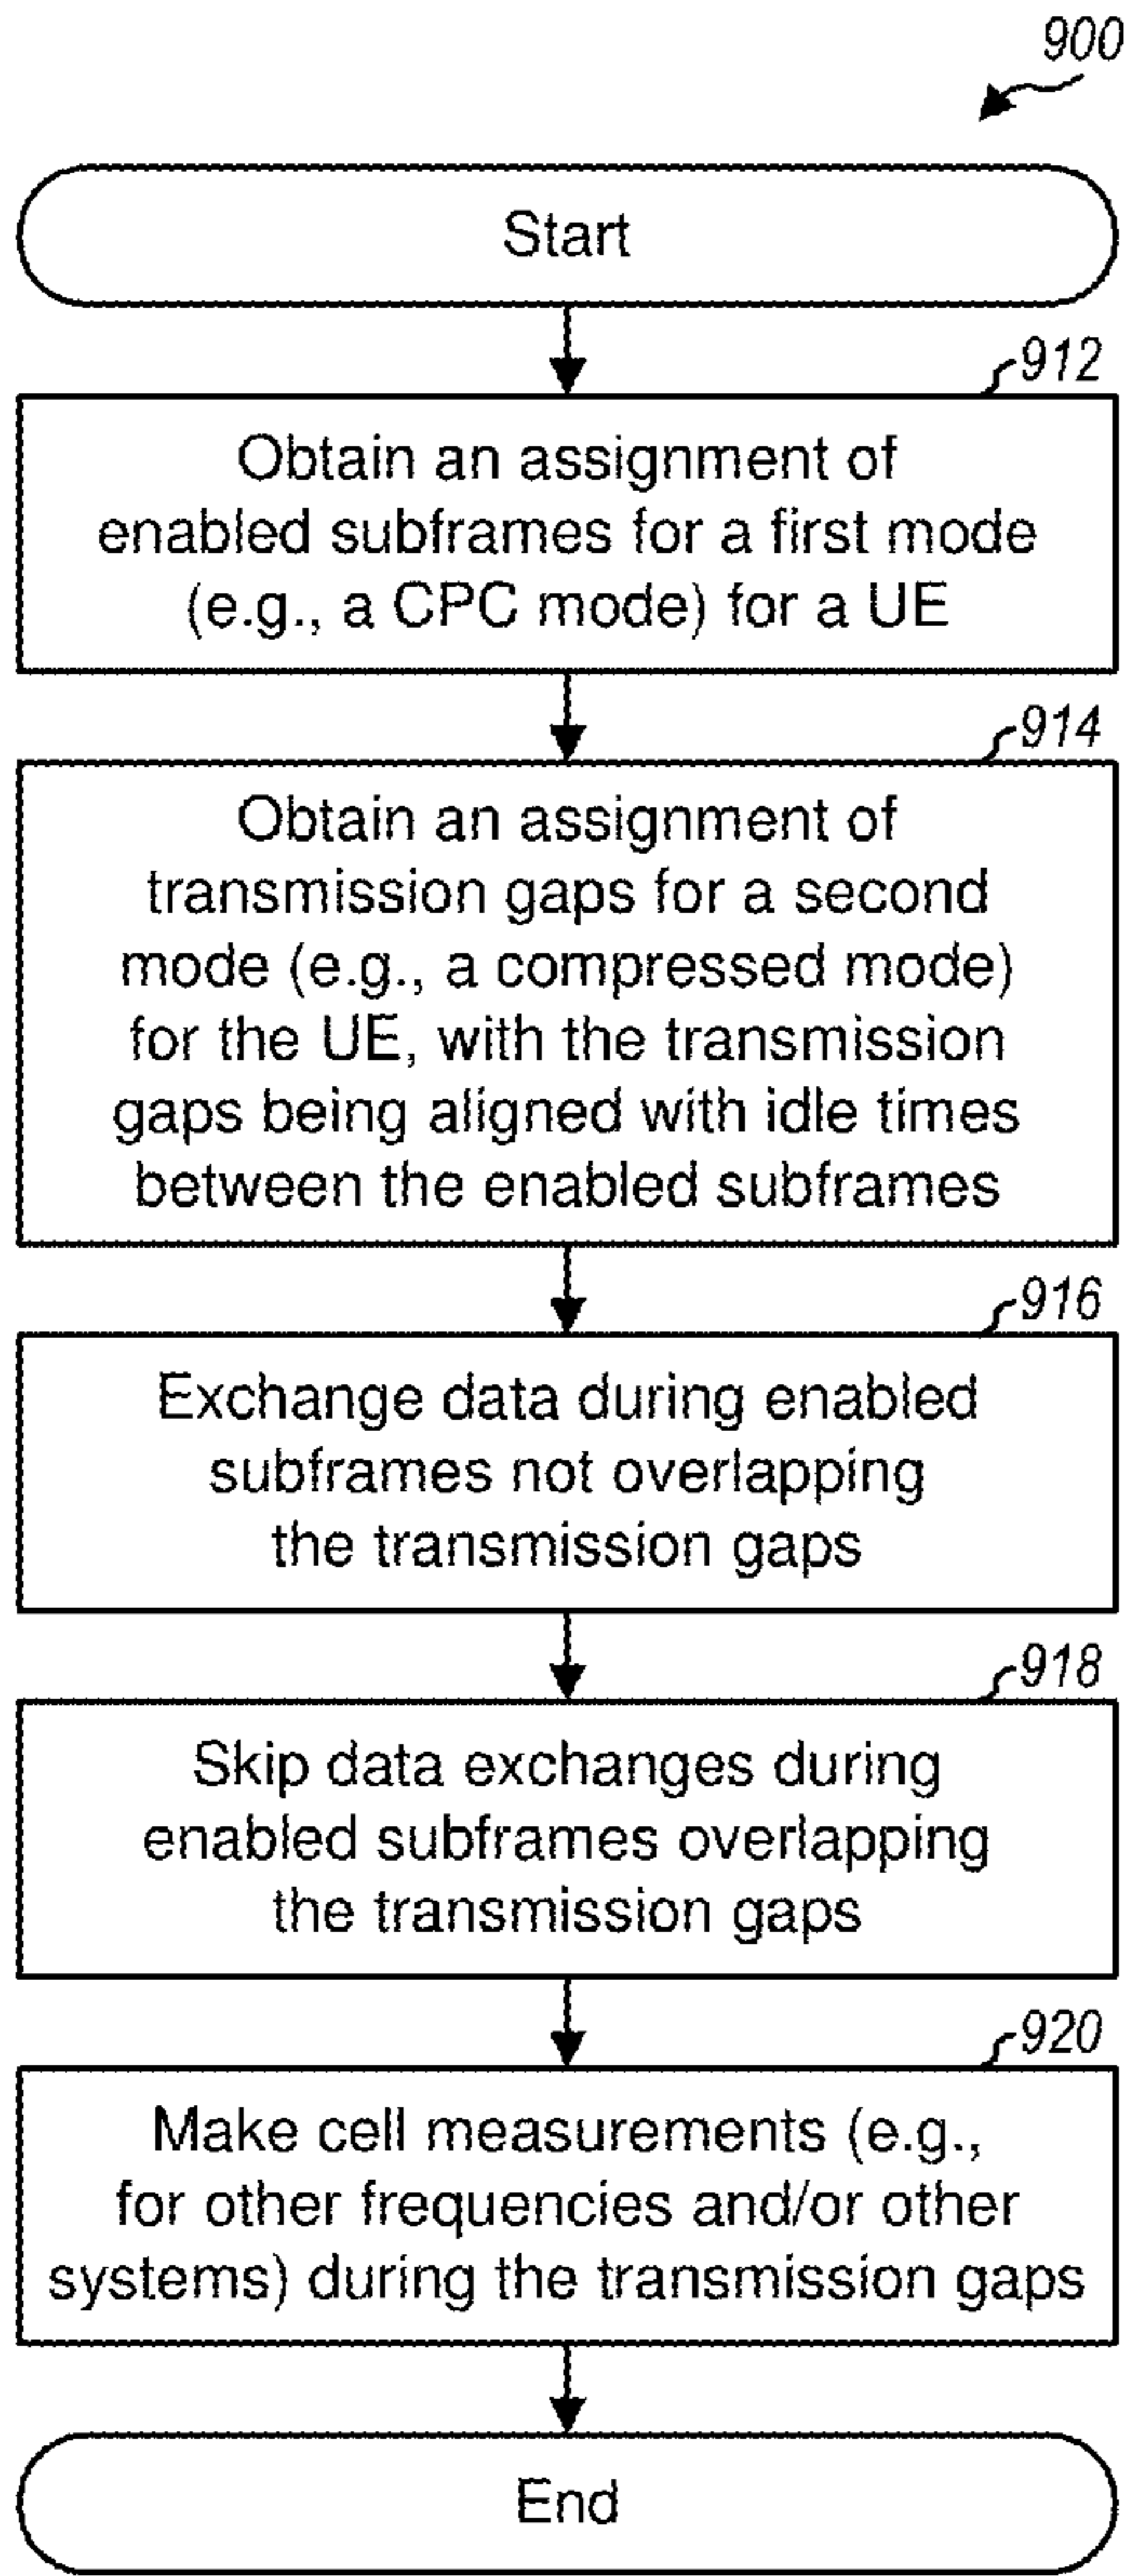 900
Start
912
Obtain an assignment of
enabled subframes for a first mode
(e.g., a CPC mode) for a UE
914
Obtain an assignment of
transmission gaps for a second
mode (e.g., a compressed mode)
for the UE, with the transmission
gaps being aligned with idle times
between the enabled subframes
916
Exchange data during enabled
subframes not overlapping
the transmission gaps
918
Skip data exchanges during
enabled subframes overlapping
the transmission gaps
920
Make cell measurements (e.g.,
for other frequencies and/or other
systems) during the transmission gaps
End